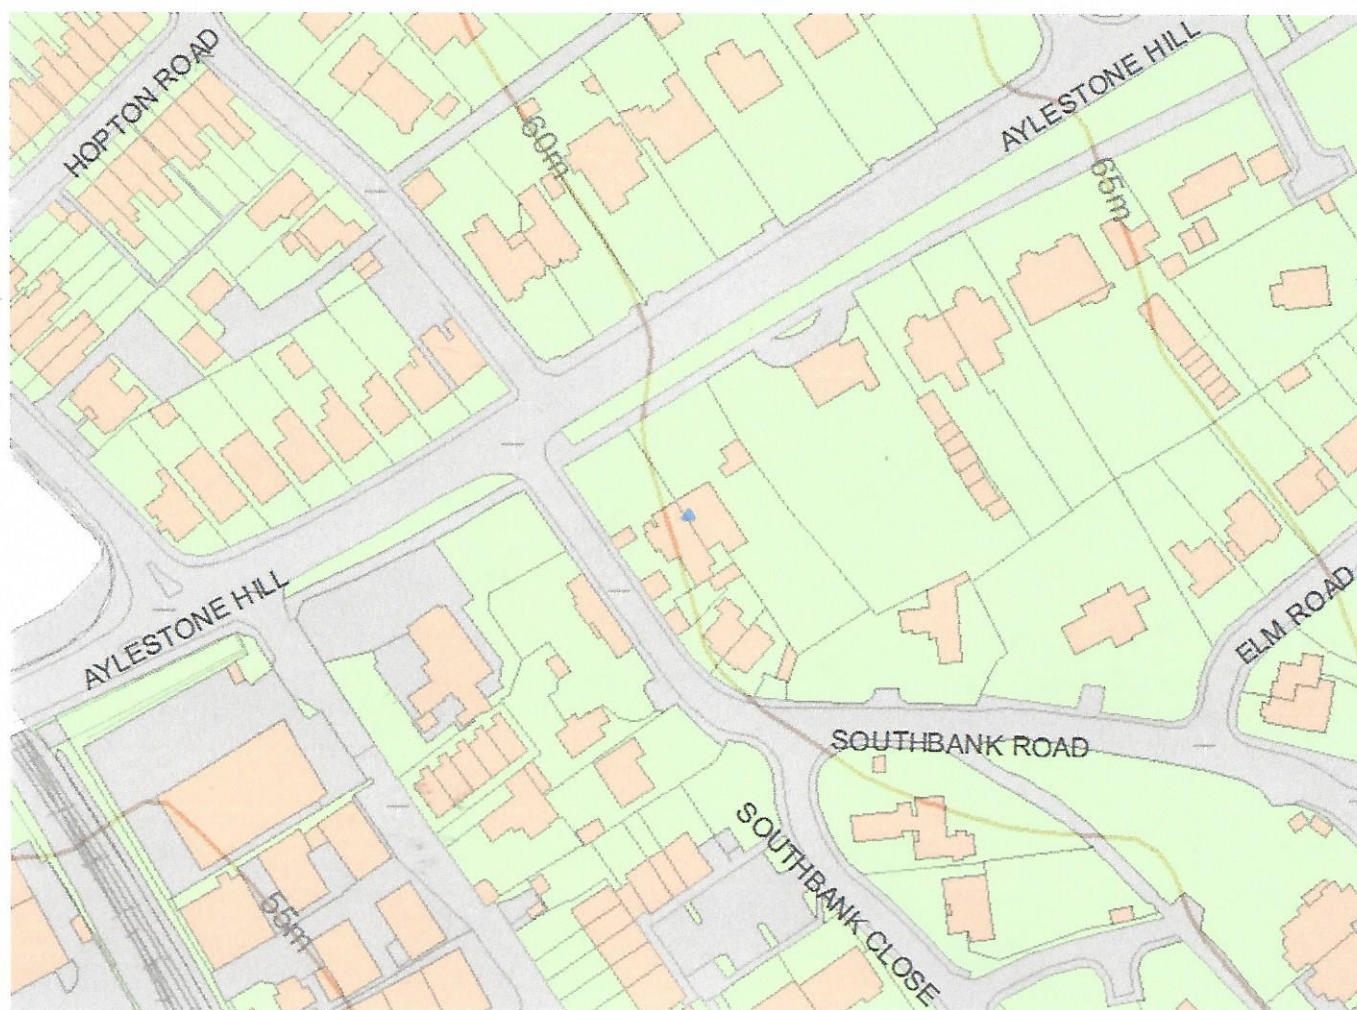 HOPTON ROAD
AYLESTONE HILL
60m
65m
AYLESTONE HILL
ELM ROAD
SOUTHBANK ROAD
SOUTHBANK CLOSE
55m